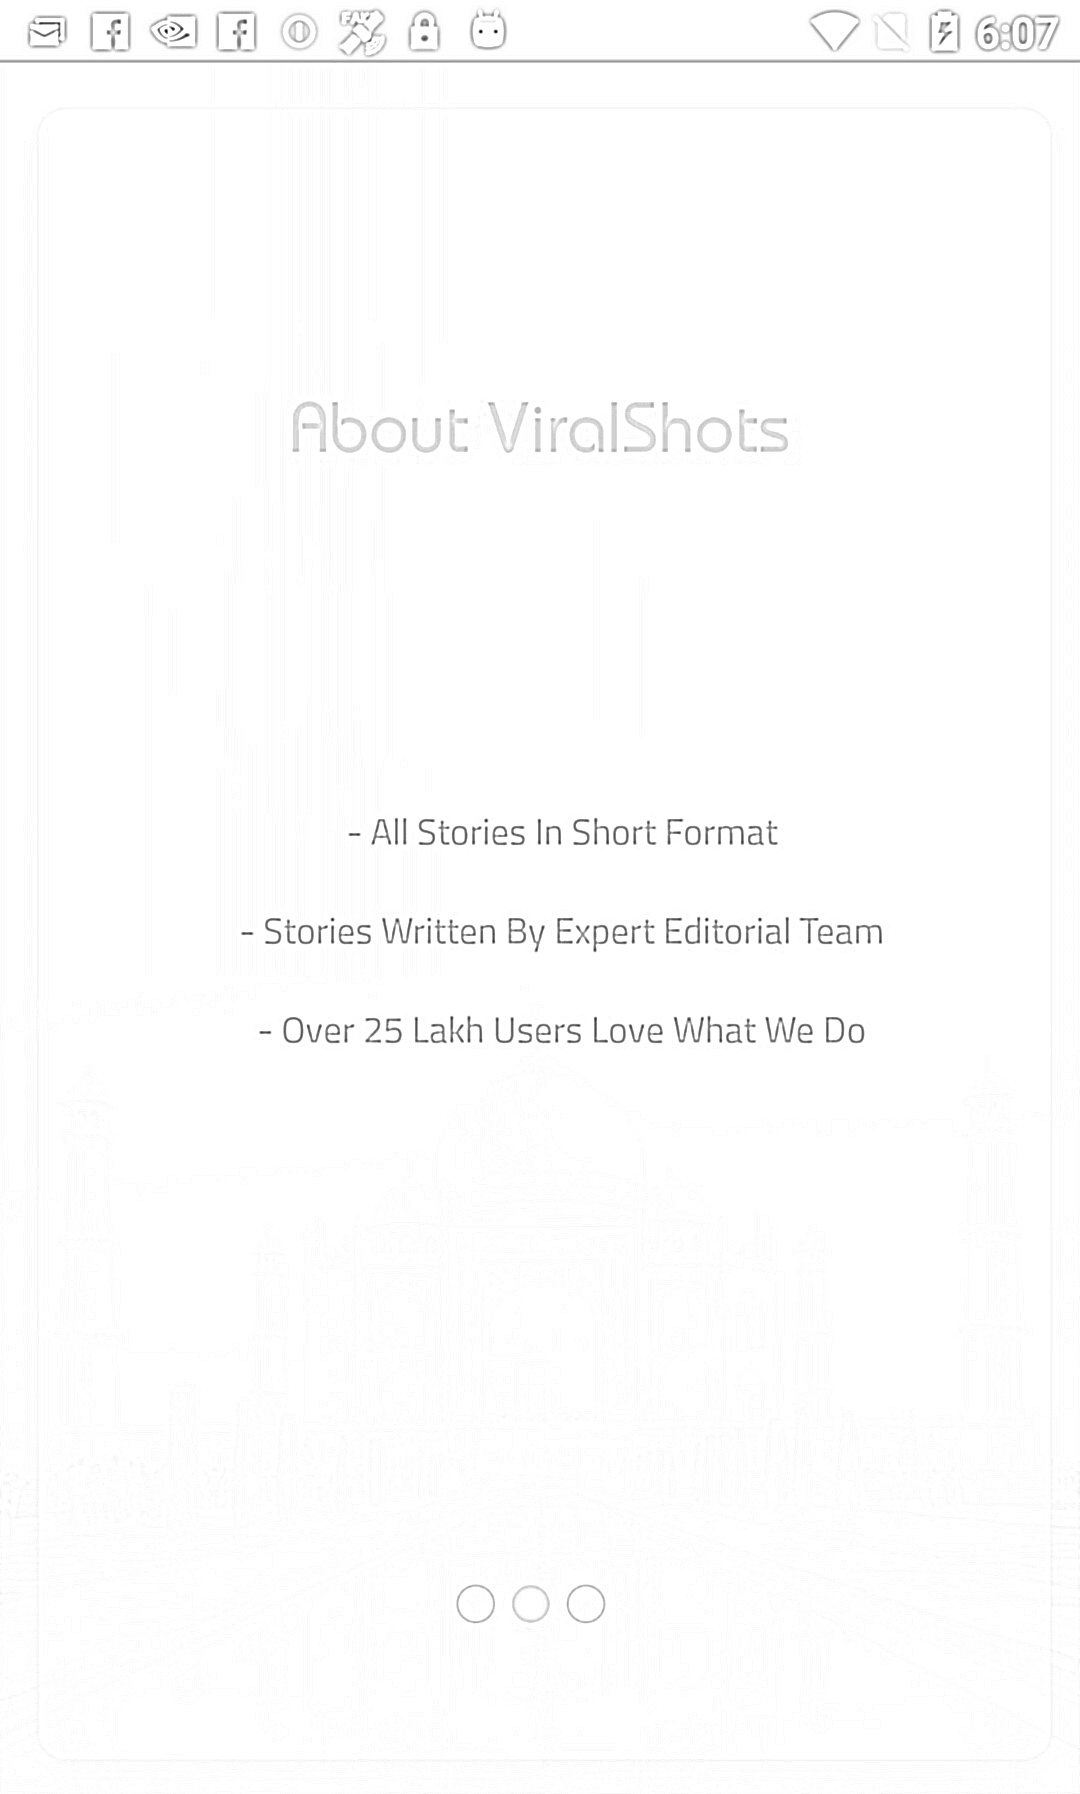 FAV
6:07
About ViralShots
- All Stories In Short Format
- Stories Written By Expert Editorial Team
- Over 25 Lakh Users Love What We Do